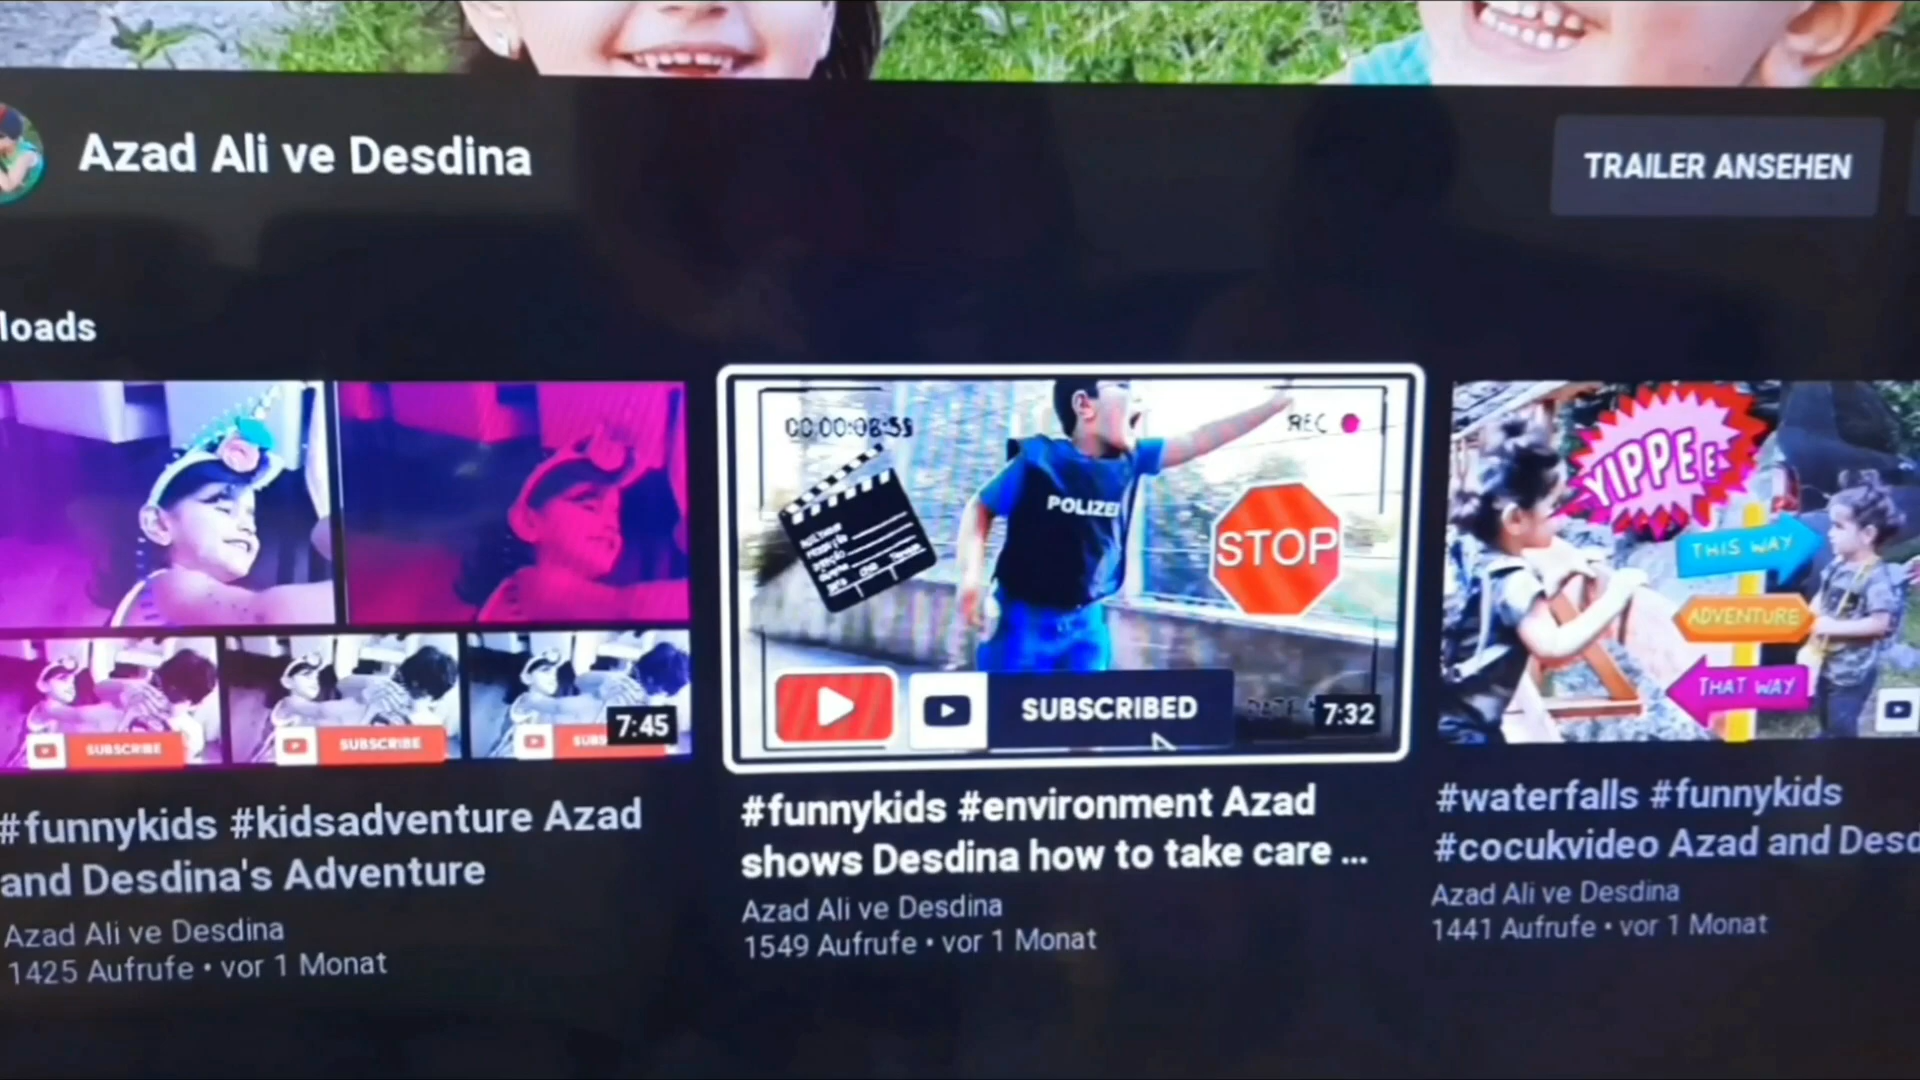 Azad Ali ve Desdina
TRAILER ANSEHEN
loads
00:00:08:55
REC
POLIZEI
STOP
SUBSCRIBED
7:32
SUBSCRIBE
SUBSCRIBE
SUBS
7:45
YIPPEE
THIS WAY
ADVENTURE
THAT WAY
#funnykids #kidsadventure Azad
and Desdina's Adventure
Azad Ali ve Desdina
1425 Aufrufe • vor 1 Monat
#funnykids #environment Azad
shows Desdina how to take care ...
Azad Ali ve Desdina
1549 Aufrufe • vor 1 Monat
#waterfalls #funnykids
#cocukvideo Azad and Desd
Azad Ali ve Desdina
1441 Aufrufe • vor 1 Monat